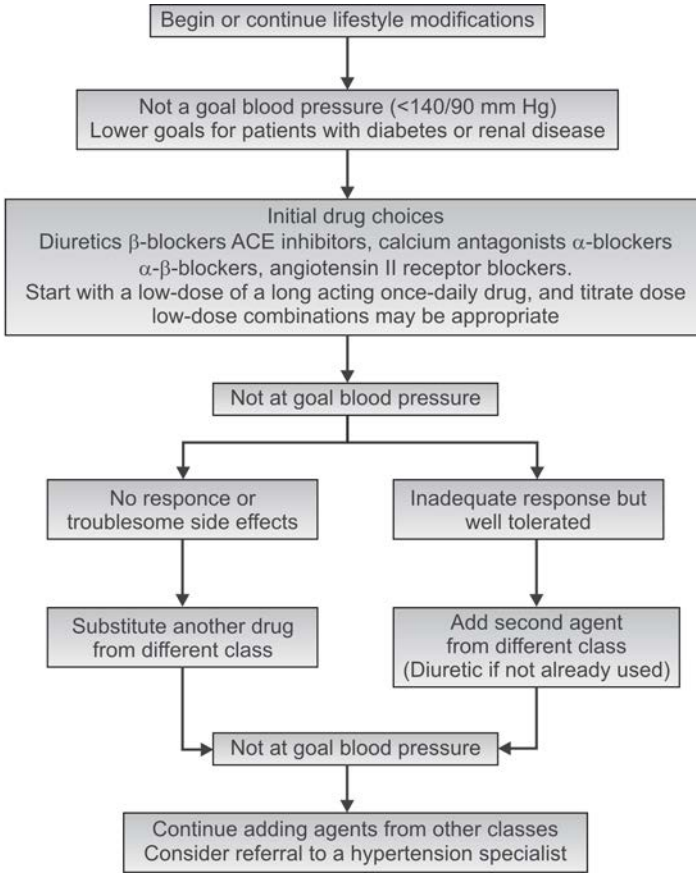 Begin or continue lifestyle modifications
Not a goal blood pressure (<140/90 mm Hg)
Lower goals for patients with diabetes or renal disease
Initial drug choices
Diuretics β-blockers ACE inhibitors, calcium antagonists α-blockers
α-β-blockers, angiotensin II receptor blockers.
Start with a low-dose of a long acting once-daily drug, and titrate dose
low-dose combinations may be appropriate
Not at goal blood pressure
No responce or
troublesome side effects
Inadequate response but
well tolerated
Substitute another drug
from different class
Add second agent
from different class
(Diuretic if not already used)
Not at goal blood pressure
Continue adding agents from other classes
Consider referral to a hypertension specialist